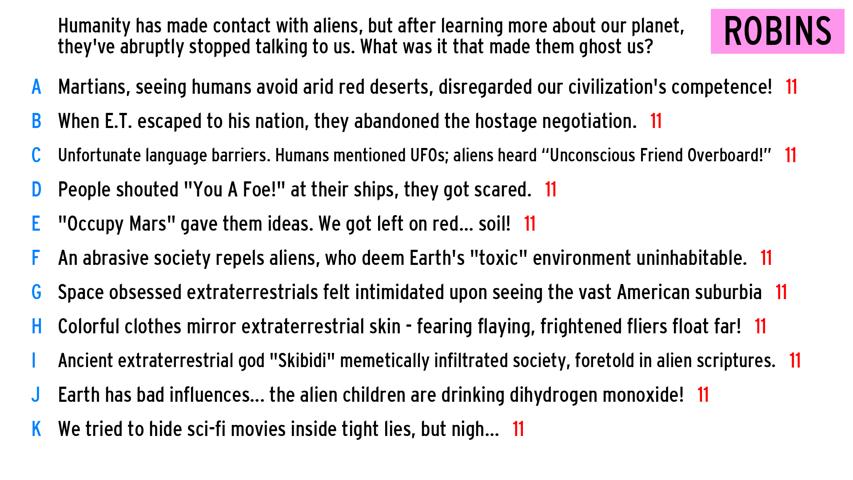 Humanity has made contact with aliens, but after learning more about our planet,
they've abruptly stopped talking to us. What was it that made them ghost us?
ROBINS
A Martians, seeing humans avoid arid red deserts, disregarded our civilization's competence! 11
B When E.T. escaped to his nation, they abandoned the hostage negotiation. 11
C Unfortunate language barriers. Humans mentioned UFOs; aliens heard “Unconscious Friend Overboard!” 11
D People shouted "You A Foe!" at their ships, they got scared. 11
E "Occupy Mars" gave them ideas. We got left on red... soil! 11
F An abrasive society repels aliens, who deem Earth's "toxic" environment uninhabitable. 11
G Space obsessed extraterrestrials felt intimidated upon seeing the vast American suburbia 11
H Colorful clothes mirror extraterrestrial skin - fearing flaying, frightened fliers float far! 11
I Ancient extraterrestrial god "Skibidi" memetically infiltrated society, foretold in alien scriptures. 11
J Earth has bad influences... the alien children are drinking dihydrogen monoxide! 11
K We tried to hide sci-fi movies inside tight lies, but nigh... 11